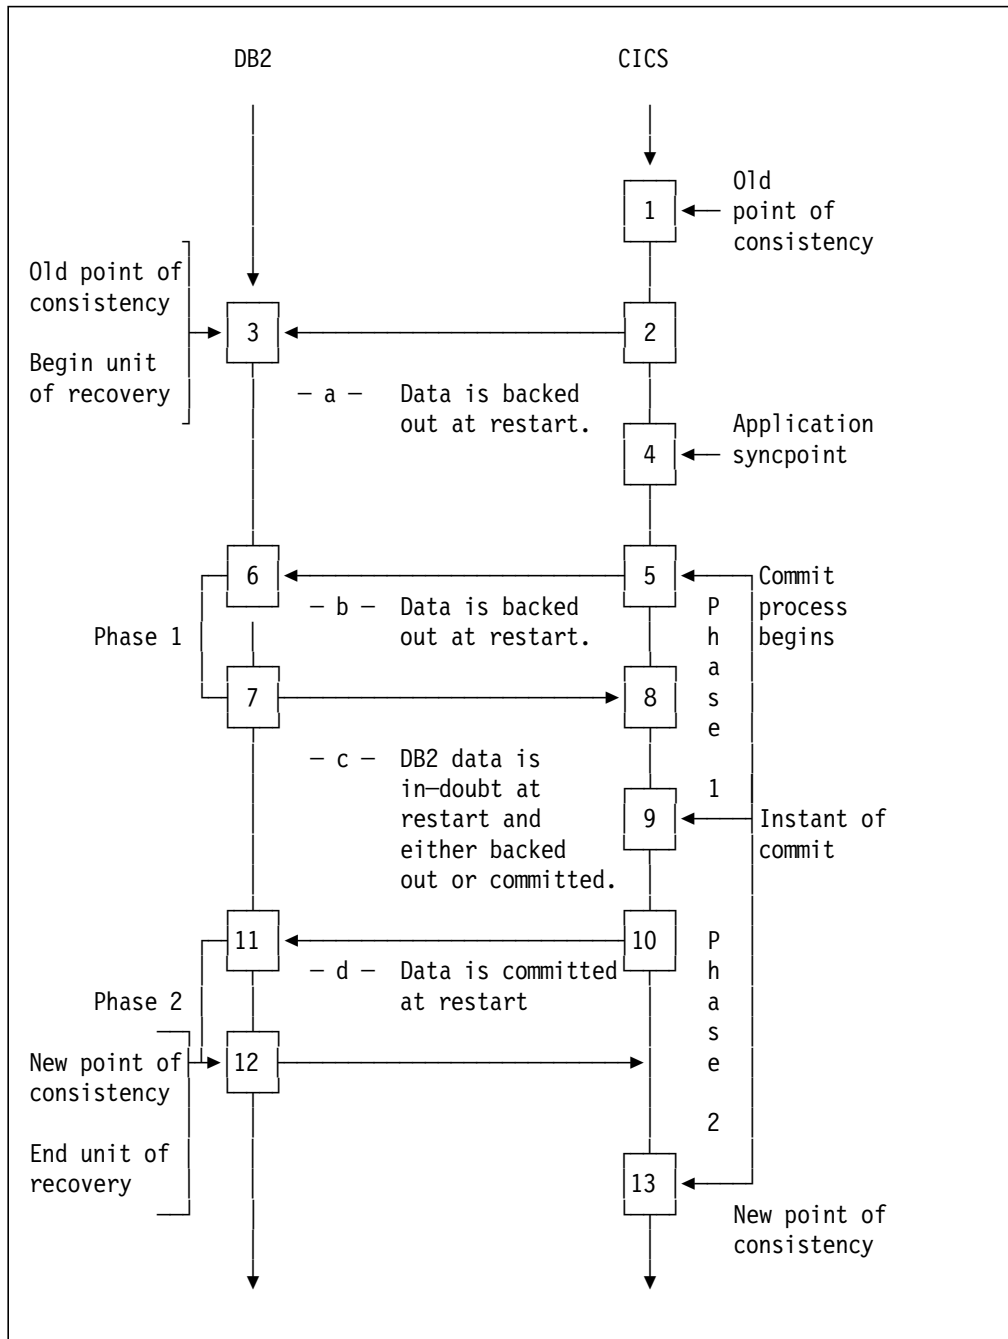 DB2 CICS
Old
1 point of
consistency
Old point of
consistency
3 2
Begin unit
of recovery
— a — Data is backed
out at restart.
Application
4 syncpoint
6 5 Commit
— b — Data is backed process
out at restart. begins
Phase 1
P
h
a
s
e
1
7 8
— c — DB2 data is
in—doubt at
restart and
either backed
out or committed.
9 Instant of
commit
11 10
— d — Data is committed
at restart
Phase 2
P
h
a
s
e
2
12
New point of
consistency
End unit of
recovery
13
New point of
consistency